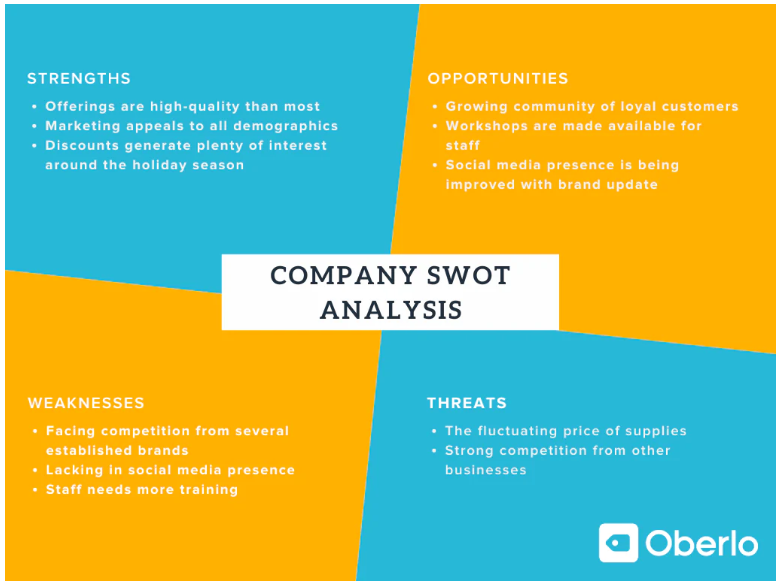 STRENGTHS
• Offerings are high-quality than most
• Marketing appeals to all demographics
• Discounts generate plenty of interest
around the holiday season
OPPORTUNITIES
• Growing community of loyal customers
• Workshops are made available for
staff
• Social media presence is being
improved with brand update
COMPANY SWOT
ANALYSIS
WEAKNESSES
• Facing competition from several
established brands
• Lacking in social media presence
• Staff needs more training
THREATS
• The fluctuating price of supplies
• Strong competition from other
businesses
Oberlo